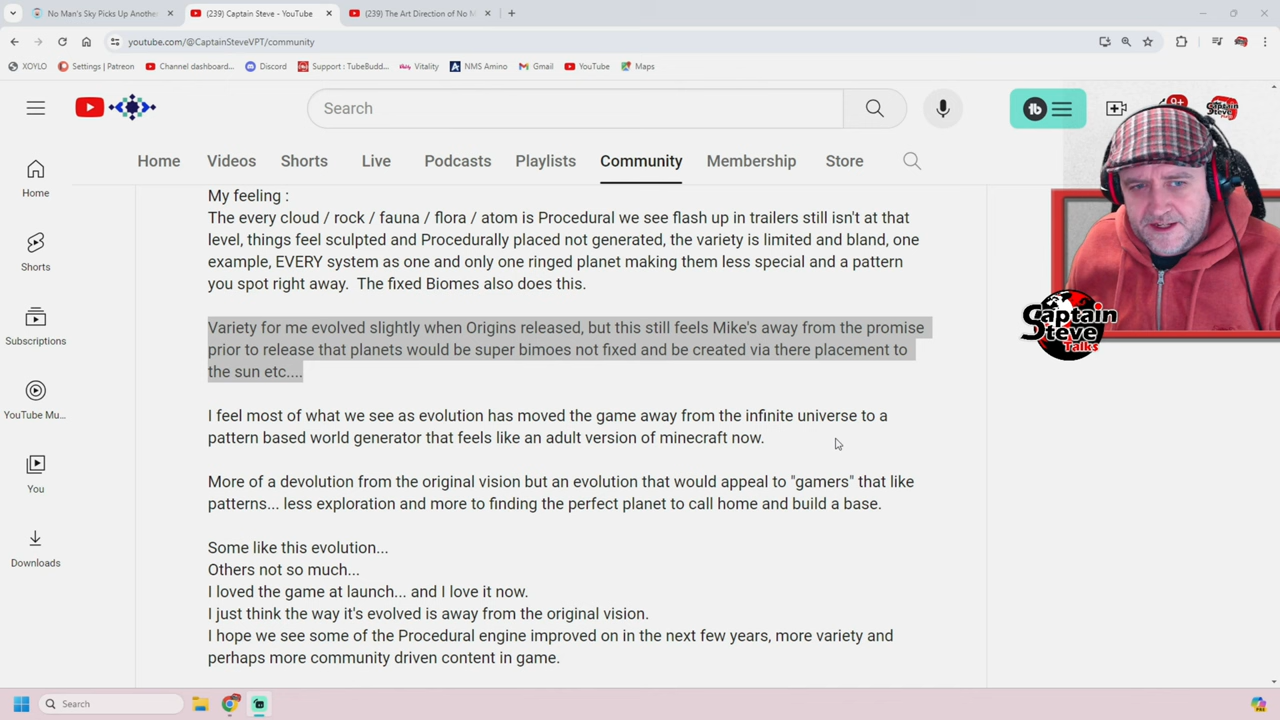 No Man's Sky Picks Up Anothe
(239) Captain Steve - YouTube
(239) The Art Direction of No M
youtube.com/@CaptainSteveVPT/community
XOYLO
Settings | Patreon
Channel dashboard...
Discord
Support : TubeBudd...
Vitality
NMS Amino
Gmail
YouTube
Maps
Search
tb
9+
Home
Videos
Shorts
Live
Podcasts
Playlists
Community
Membership
Store
Home
Shorts
Subscriptions
YouTube Mu...
You
Downloads
My feeling :
The every cloud / rock / fauna / flora / atom is Procedural we see flash up in trailers still isn't at that
level, things feel sculpted and Procedurally placed not generated, the variety is limited and bland, one
example, EVERY system as one and only one ringed planet making them less special and a pattern
you spot right away.  The fixed Biomes also does this.
Variety for me evolved slightly when Origins released, but this still feels Mike's away from the promise
prior to release that planets would be super bimoes not fixed and be created via there placement to
the sun etc....
I feel most of what we see as evolution has moved the game away from the infinite universe to a
pattern based world generator that feels like an adult version of minecraft now.
More of a devolution from the original vision but an evolution that would appeal to "gamers" that like
patterns... less exploration and more to finding the perfect planet to call home and build a base.
Some like this evolution...
Others not so much...
I loved the game at launch... and I love it now.
I just think the way it's evolved is away from the original vision.
I hope we see some of the Procedural engine improved on in the next few years, more variety and
perhaps more community driven content in game.
Captain
Steve
Talks
Search